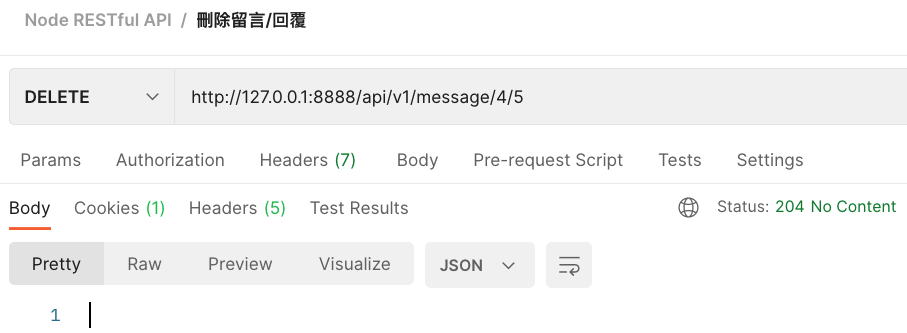 Node RESTful API / 刪除留言/回覆
DELETE http://127.0.0.1:8888/api/v1/message/4/5
Params Authorization Headers (7) Body Pre-request Script Tests Settings
Body Cookies (1) Headers (5) Test Results Status: 204 No Content
Pretty Raw Preview Visualize JSON
1